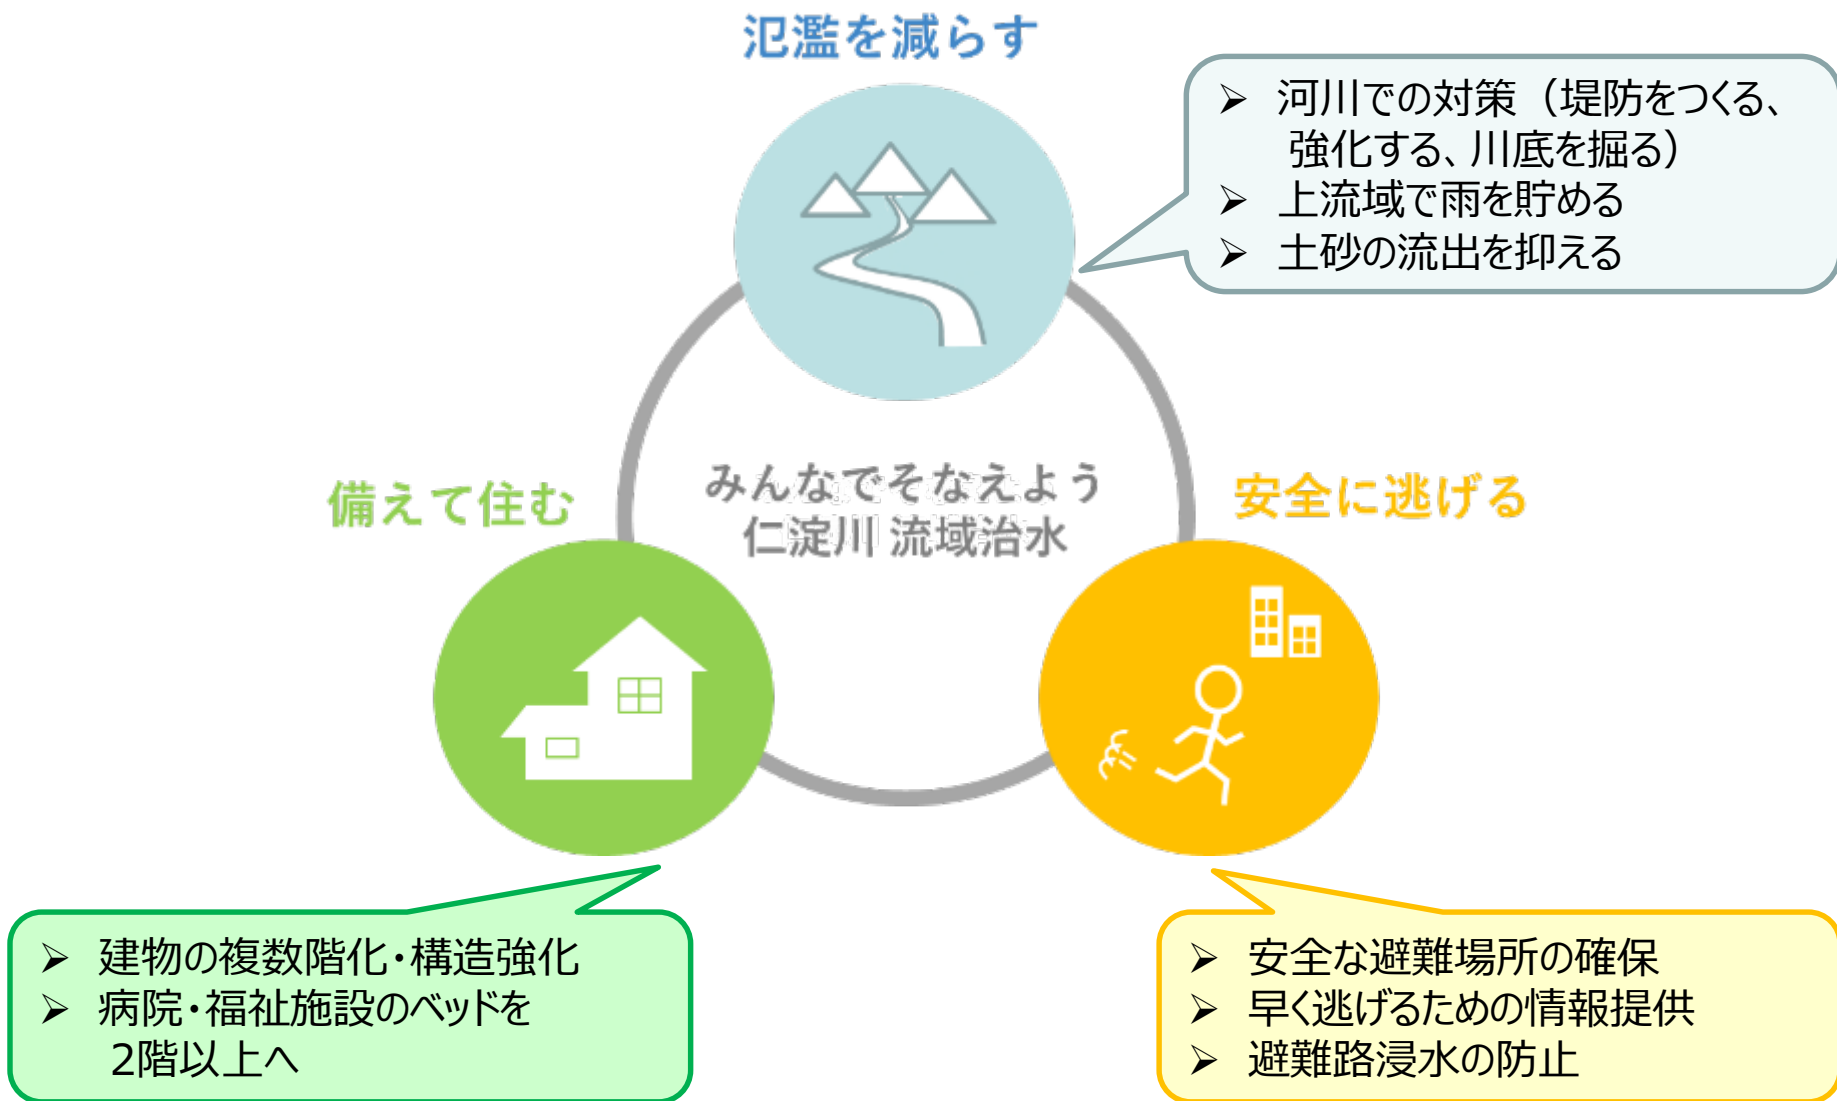 氾濫を減らす
➢ 河川での対策（堤防をつくる、
強化する、川底を掘る）
➢ 上流域で雨を貯める
➢ 土砂の流出を抑える
備えて住む
みんなでそなえよう
仁淀川 流域治水
安全に逃げる
➢ 建物の複数階化・構造強化
➢ 病院・福祉施設のベッドを
2階以上へ
➢ 安全な避難場所の確保
➢ 早く逃げるための情報提供
➢ 避難路浸水の防止